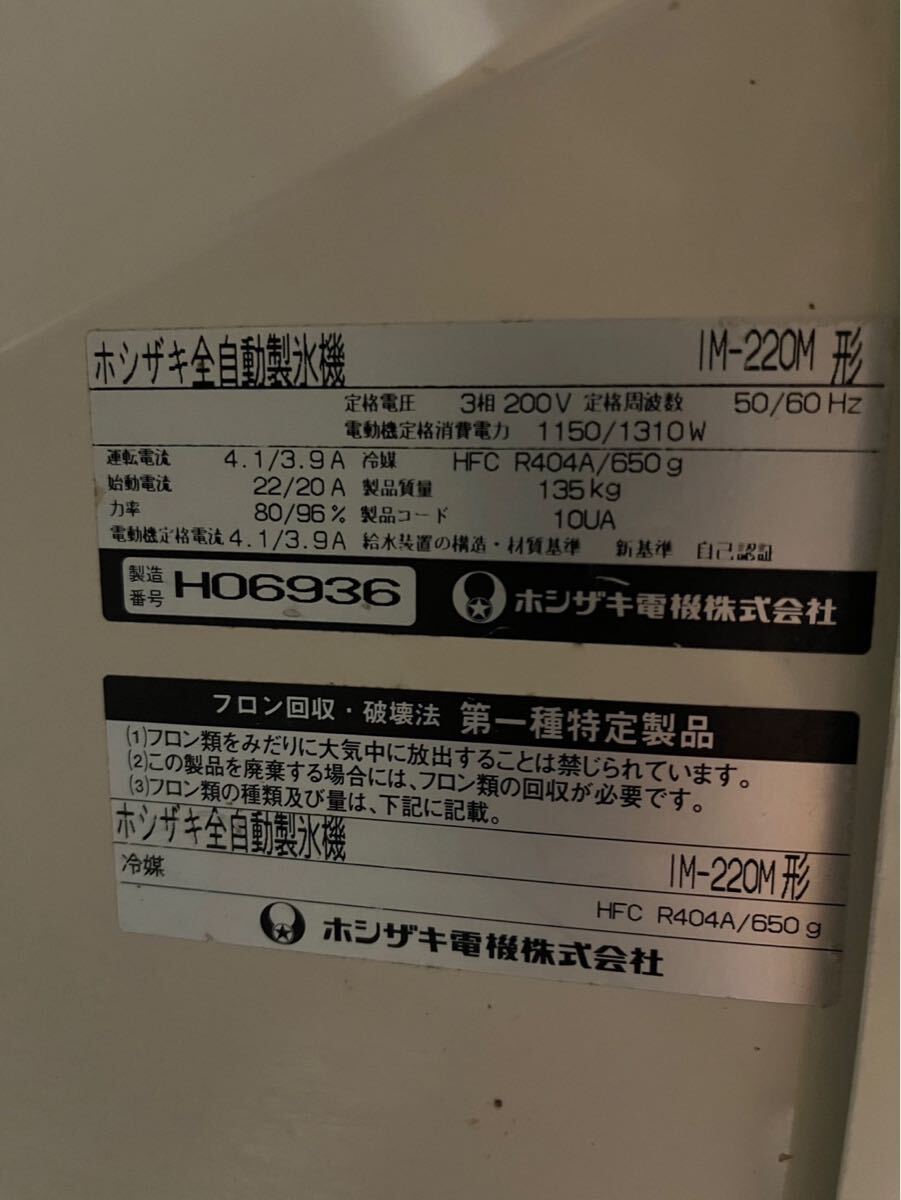 ホシザキ全自動製氷機 IM-220M 形
定格電圧 3相 200V 定格周波数 50/60 Hz
電動機定格消費電力 1150/1310W
運転電流 4.1/3.9A 冷媒 HFC R404A/650g
始動電流 22/20A 製品質量 135kg
力率 80/96% 製品コード 10UA
電動機定格電流 4.1/3.9A 給水装置の構造・材質基準 新基準 自己認証
製造番号 H06936 ホシザキ電機株式会社
フロン回収・破壊法 第一種特定製品
(1)フロン類をみだりに大気中に放出することは禁じられています。
(2)この製品を廃棄する場合には、フロン類の回収が必要です。
(3)フロン類の種類及び量は、下記に記載。
ホシザキ全自動製氷機 IM-220M 形
冷媒 HFC R404A/650g
ホシザキ電機株式会社